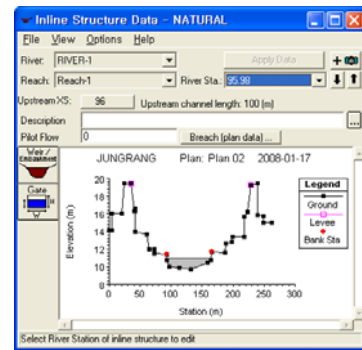 Inline Structure Data - NATURAL
File View Options Help
River: RIVER-1 Apply Data
Reach: Reach-1 River Sta.: 95.98
Upstream XS: 96 Upstream channel length: 100 (m)
Description ...
Pilot Flow 0 Breach (plan data) ...
Weir / Embankment
Gate
JUNGRANG Plan: Plan 02 2008-01-17
Elevation (m)
20
18
16
14
12
10
8
0 50 100 150 200 250 300
Station (m)
Legend
Ground
Levee
Bank Sta
Select River Station of inline structure to edit